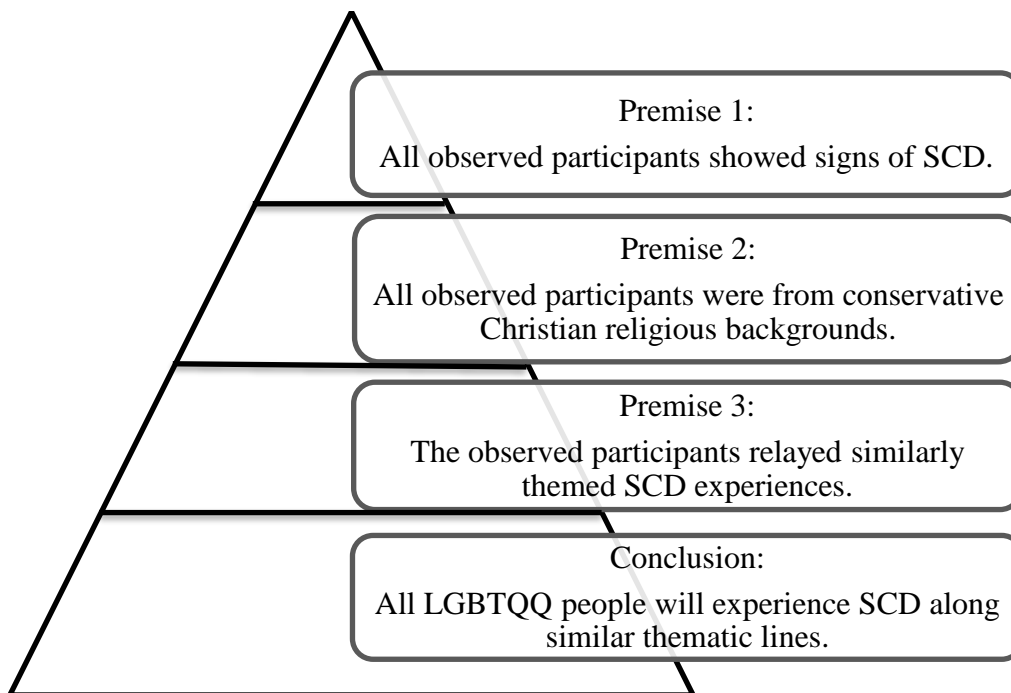 Premise 1:
All observed participants showed signs of SCD.
Premise 2:
All observed participants were from conservative
Christian religious backgrounds.
Premise 3:
The observed participants relayed similarly
themed SCD experiences.
Conclusion:
All LGBTQQ people will experience SCD along
similar thematic lines.